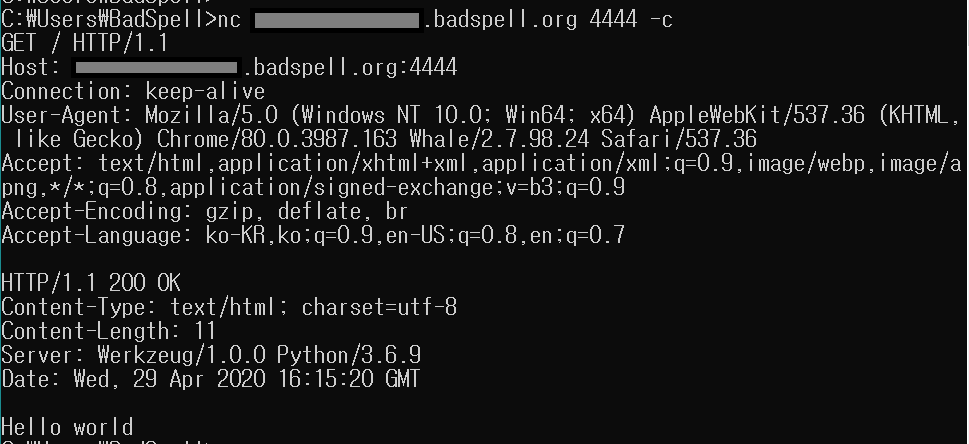 C:₩Users₩BadSpell>nc .badspell.org 4444 -c
GET / HTTP/1.1
Host: .badspell.org:4444
Connection: keep-alive
User-Agent: Mozilla/5.0 (Windows NT 10.0; Win64; x64) AppleWebKit/537.36 (KHTML,
like Gecko) Chrome/80.0.3987.163 Whale/2.7.98.24 Safari/537.36
Accept: text/html,application/xhtml+xml,application/xml;q=0.9,image/webp,image/a
png,*/*;q=0.8,application/signed-exchange;v=b3;q=0.9
Accept-Encoding: gzip, deflate, br
Accept-Language: ko-KR,ko;q=0.9,en-US;q=0.8,en;q=0.7
HTTP/1.1 200 OK
Content-Type: text/html; charset=utf-8
Content-Length: 11
Server: Werkzeug/1.0.0 Python/3.6.9
Date: Wed, 29 Apr 2020 16:15:20 GMT
Hello world